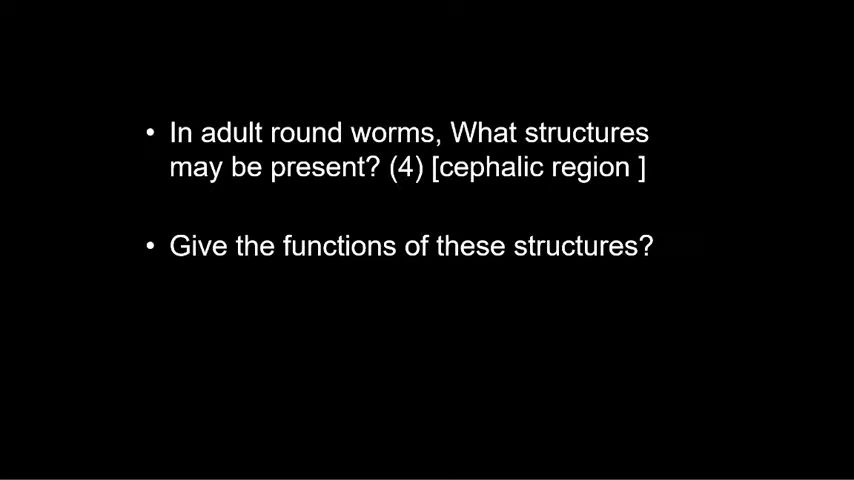 • In adult round worms, What structures
may be present? (4) [cephalic region ]
• Give the functions of these structures?